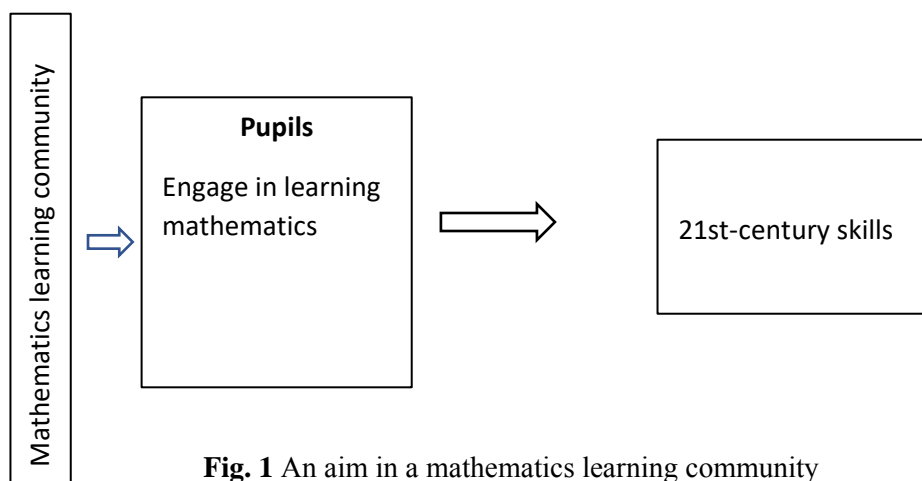 Mathematics learning community
Pupils
Engage in learning
mathematics
21st-century skills
Fig. 1 An aim in a mathematics learning community